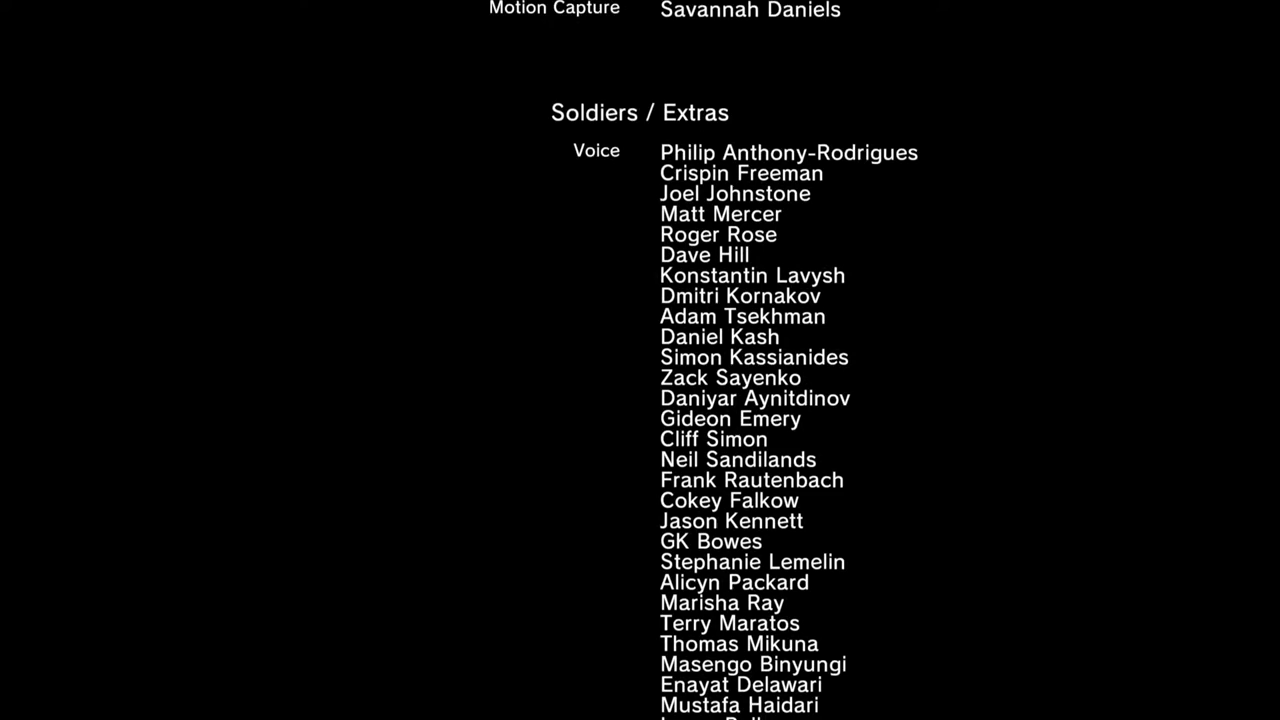 Motion Capture Savannah Daniels
Soldiers / Extras
Voice Philip Anthony-Rodrigues
Crispin Freeman
Joel Johnstone
Matt Mercer
Roger Rose
Dave Hill
Konstantin Lavysh
Dmitri Kornakov
Adam Tsekhman
Daniel Kash
Simon Kassianides
Zack Sayenko
Daniyar Aynitdinov
Gideon Emery
Cliff Simon
Neil Sandilands
Frank Rautenbach
Cokey Falkow
Jason Kennett
GK Bowes
Stephanie Lemelin
Alicyn Packard
Marisha Ray
Terry Maratos
Thomas Mikuna
Masengo Binyungi
Enayat Delawari
Mustafa Haidari